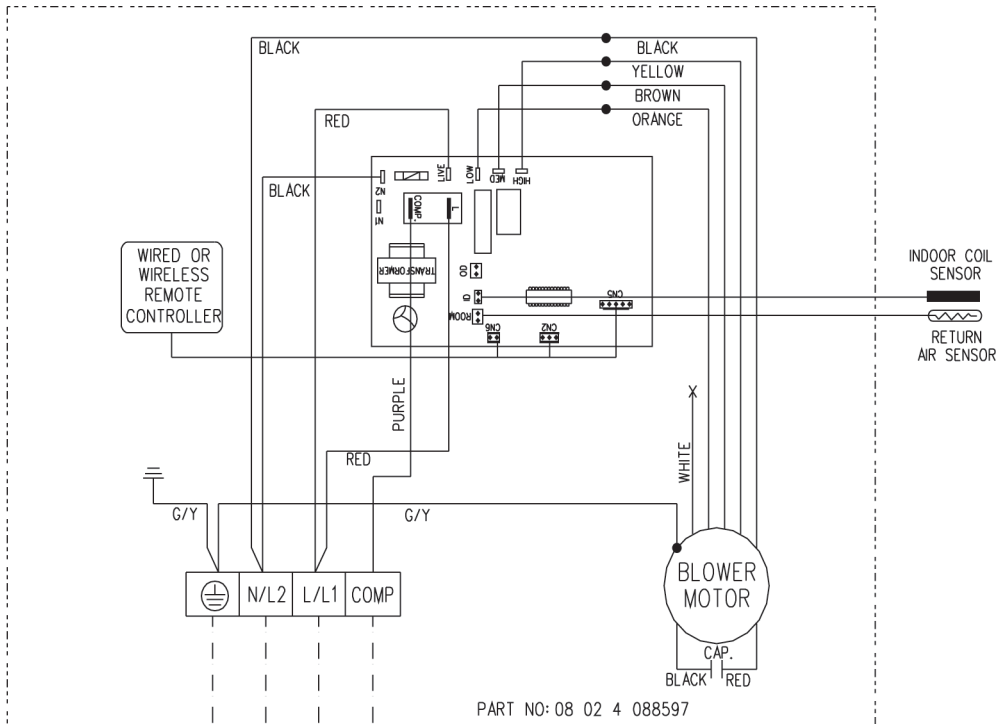 BLACK
BLACK
YELLOW
BROWN
ORANGE
RED
BLACK
N2
N1
LIVE
LOW
MED
HIGH
COMP.
L
TRANSFORMER
OD
ID
ROOM
CN5
CN6
CN2
WIRED OR
WIRELESS
REMOTE
CONTROLLER
INDOOR COIL
SENSOR
RETURN
AIR SENSOR
PURPLE
RED
WHITE
X
G/Y
G/Y
N/L2
L/L1
COMP
BLOWER
MOTOR
CAP.
BLACK
RED
PART NO: 08 02 4 088597